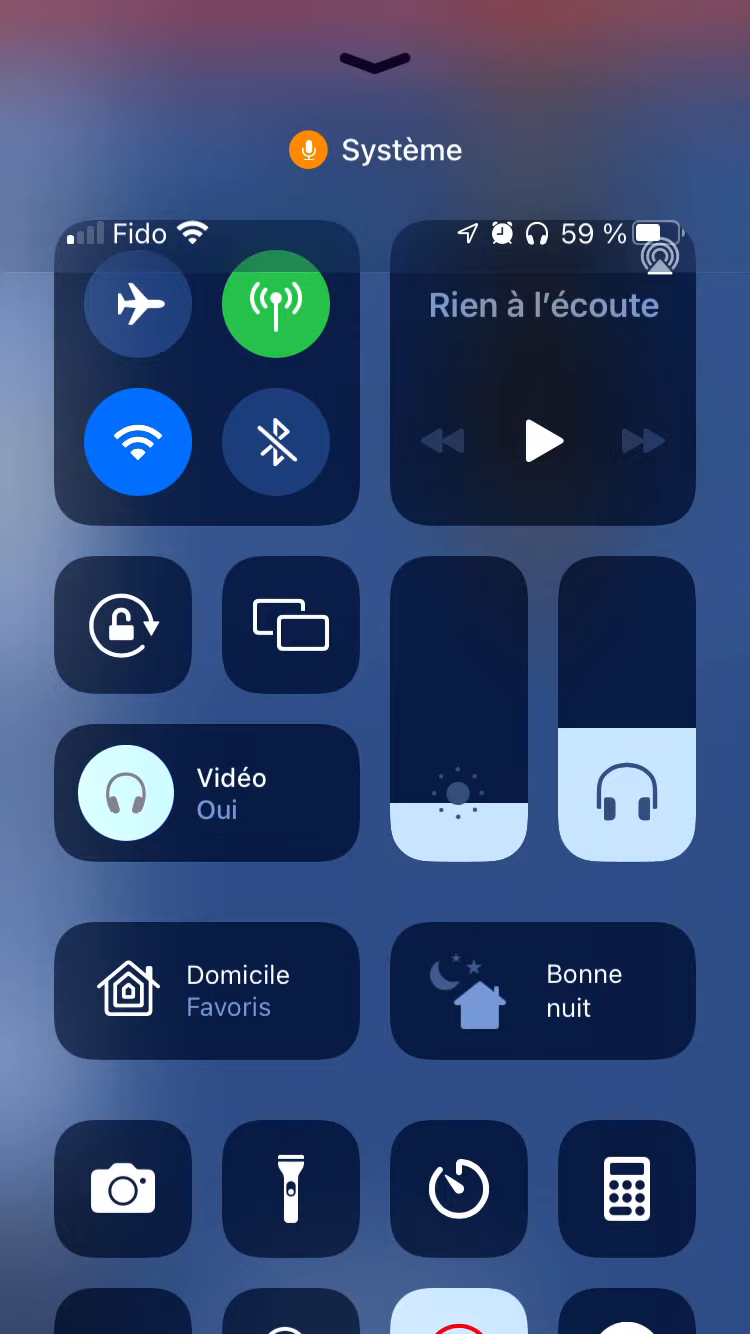 Système
Fido
59 %
Rien à l’écoute
Vidéo
Oui
Domicile
Favoris
Bonne
nuit